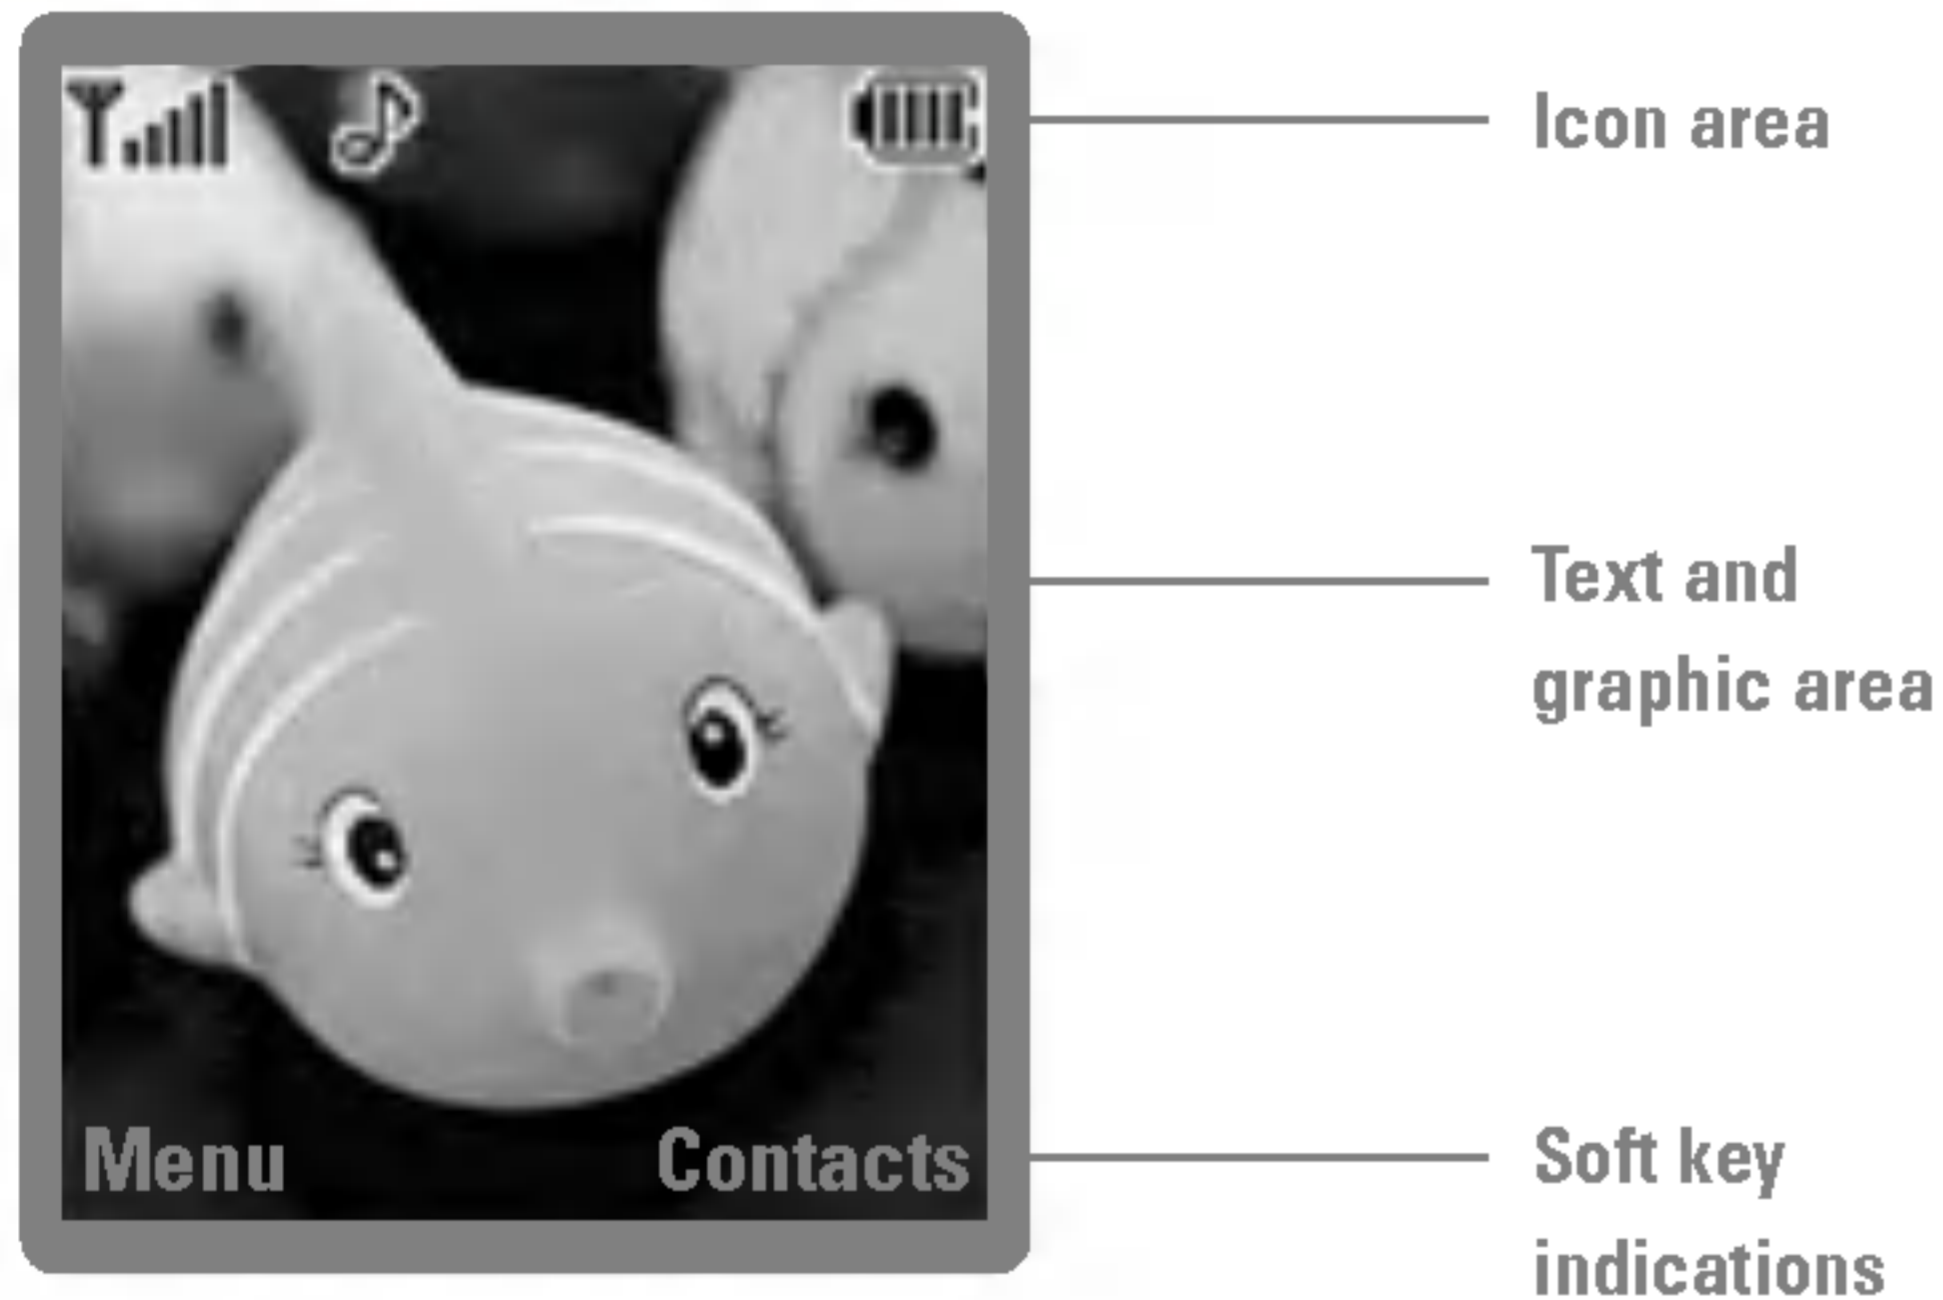 Icon area
Text and
graphic area
Menu Contacts
Soft key
indications